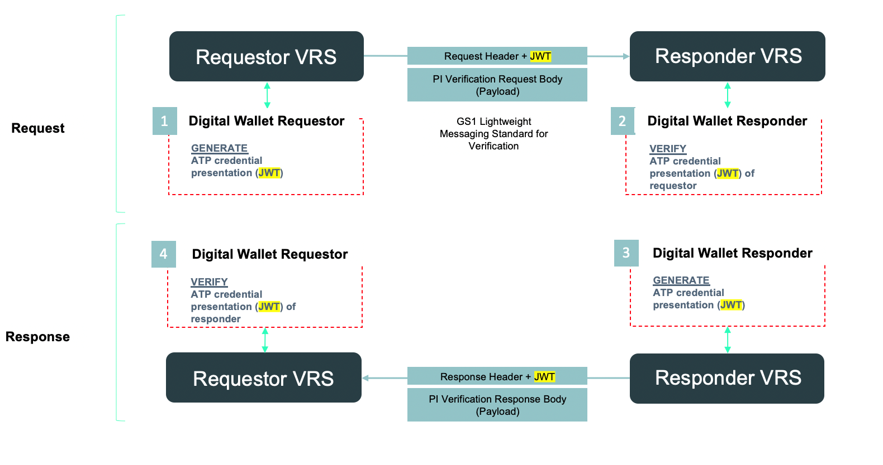 Requestor VRS
Request Header + JWT
PI Verification Request Body
(Payload)
GS1 Lightweight
Messaging Standard for
Verification
Responder VRS
Request
1
Digital Wallet Requestor
GENERATE
ATP credential
presentation (JWT)
2
Digital Wallet Responder
VERIFY
ATP credential
presentation (JWT) of
requestor
Response
4
Digital Wallet Requestor
VERIFY
ATP credential
presentation (JWT) of
responder
3
Digital Wallet Responder
GENERATE
ATP credential
presentation (JWT)
Requestor VRS
Response Header + JWT
PI Verification Response Body
(Payload)
Responder VRS